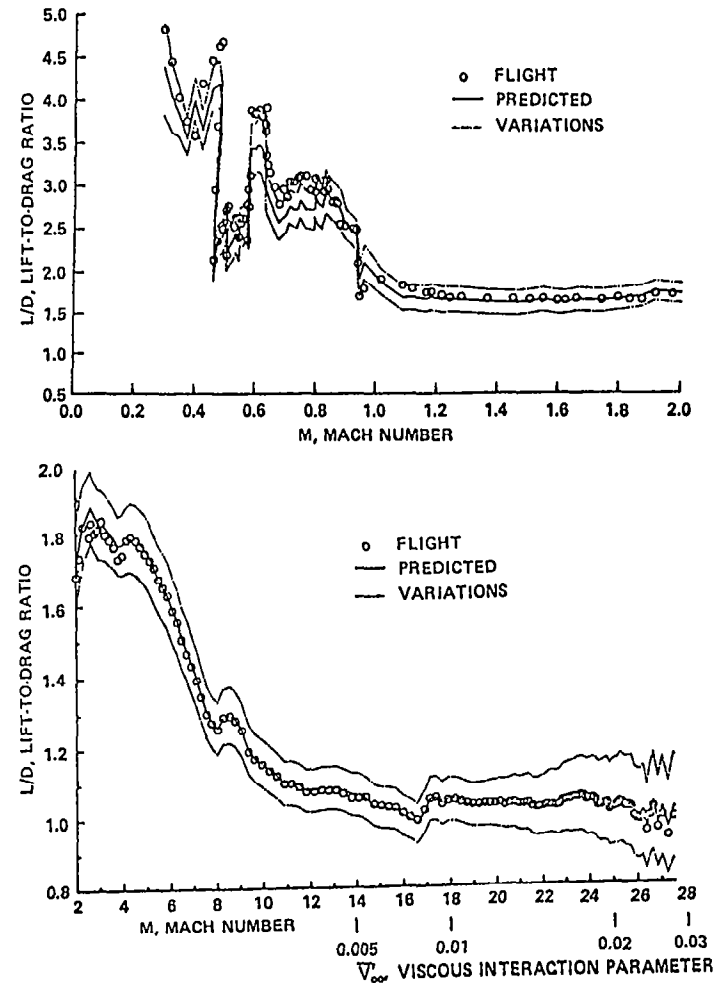 5.0
4.5
4.0
3.5
3.0
2.5
2.0
1.5
1.0
0.5
L/D, LIFT-TO-DRAG RATIO
FLIGHT
PREDICTED
VARIATIONS
0.0 0.2 0.4 0.6 0.8 1.0 1.2 1.4 1.6 1.8 2.0
M, MACH NUMBER
2.0
1.8
1.6
1.4
1.2
1.0
0.8
L/D, LIFT-TO-DRAG RATIO
FLIGHT
PREDICTED
VARIATIONS
2 4 6 8 10 12 14 16 18 20 22 24 26 28
M, MACH NUMBER
0.005 0.01 0.02 0.03
V̅'∞, VISCOUS INTERACTION PARAMETER